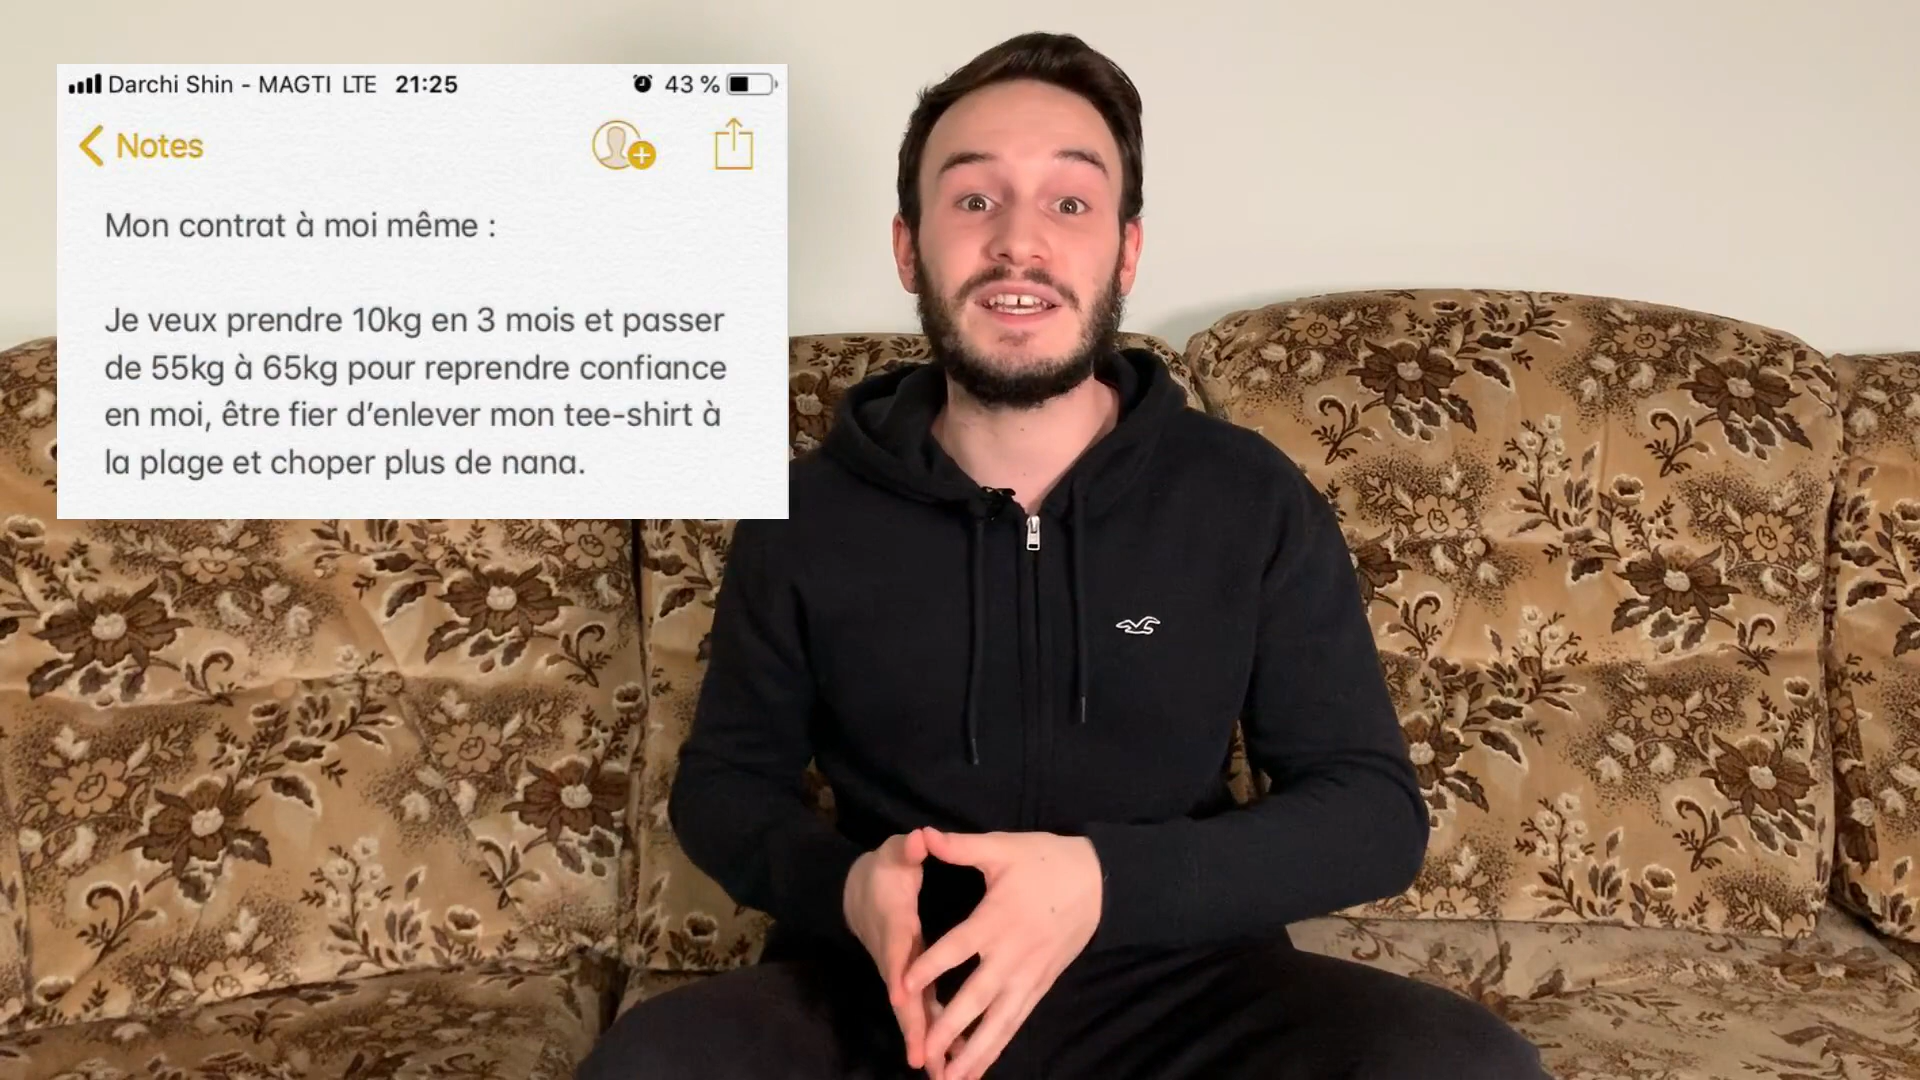 Darchi Shin - MAGTI LTE 21:25 43 %
Notes
Mon contrat à moi même :
Je veux prendre 10kg en 3 mois et passer
de 55kg à 65kg pour reprendre confiance
en moi, être fier d’enlever mon tee-shirt à
la plage et choper plus de nana.